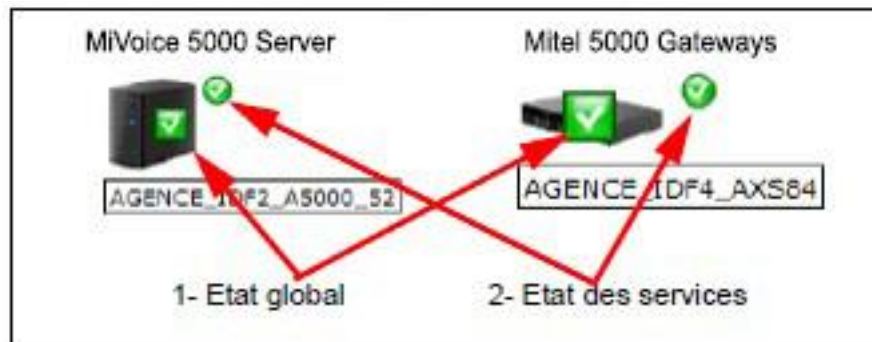 MiVoice 5000 Server
Mitel 5000 Gateways
AGENCE_IDF2_A5000_52
AGENCE_IDF4_AXS84
1- Etat global
2- Etat des services